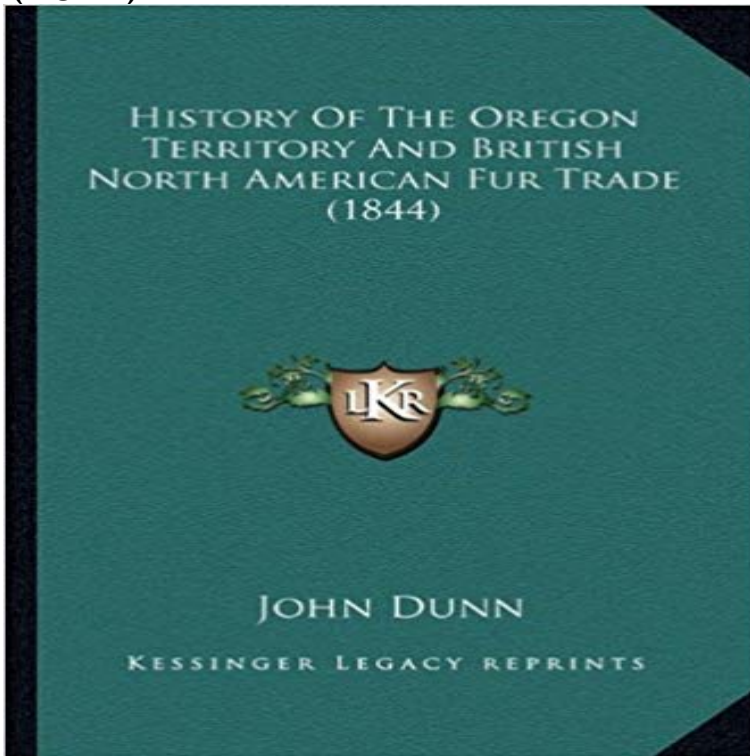 HISTORY OF THE OREGON
TERRITORY AND BRITISH
NORTH AMERICAN FUR TRADE
(1844)
LKR
JOHN DUNN
KESSINGER LEGACY REPRINTS